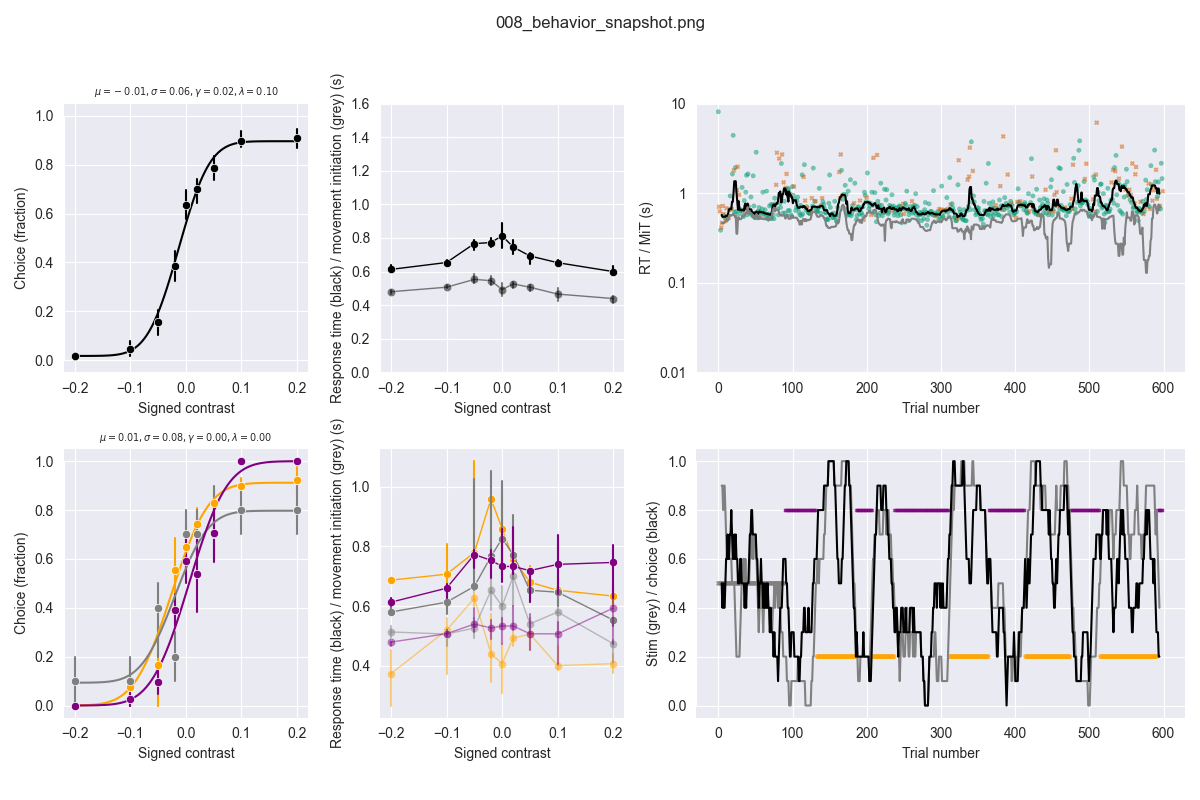 008_behavior_snapshot.png
μ = − 0.01, σ = 0.06, γ = 0.02, λ = 0.10
Choice (fraction)
1.0
0.8
0.6
0.4
0.2
0.0
−0.2 −0.1 0.0 0.1 0.2
Signed contrast
Response time (black) / movement initiation (grey) (s)
1.6
1.4
1.2
1.0
0.8
0.6
0.4
0.2
0.0
−0.2 −0.1 0.0 0.1 0.2
Signed contrast
RT / MiT (s)
10
1
0.1
0.01
0 100 200 300 400 500 600
Trial number
μ = 0.01, σ = 0.08, γ = 0.00, λ = 0.00
Choice (fraction)
1.0
0.8
0.6
0.4
0.2
0.0
−0.2 −0.1 0.0 0.1 0.2
Signed contrast
Response time (black) / movement initiation (grey) (s)
1.0
0.8
0.6
0.4
−0.2 −0.1 0.0 0.1 0.2
Signed contrast
Stim (grey) / choice (black)
1.0
0.8
0.6
0.4
0.2
0.0
0 100 200 300 400 500 600
Trial number